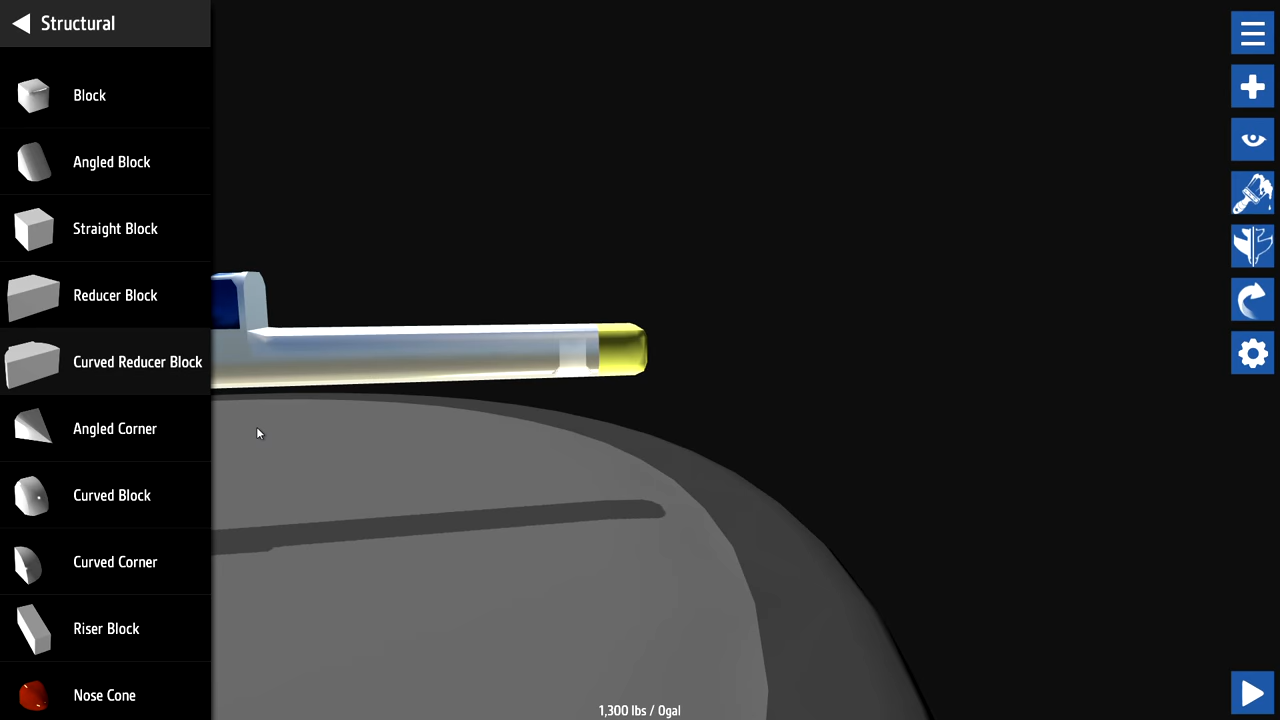 Structural
Block
Angled Block
Straight Block
Reducer Block
Curved Reducer Block
Angled Corner
Curved Block
Curved Corner
Riser Block
Nose Cone
1,300 lbs / 0gal